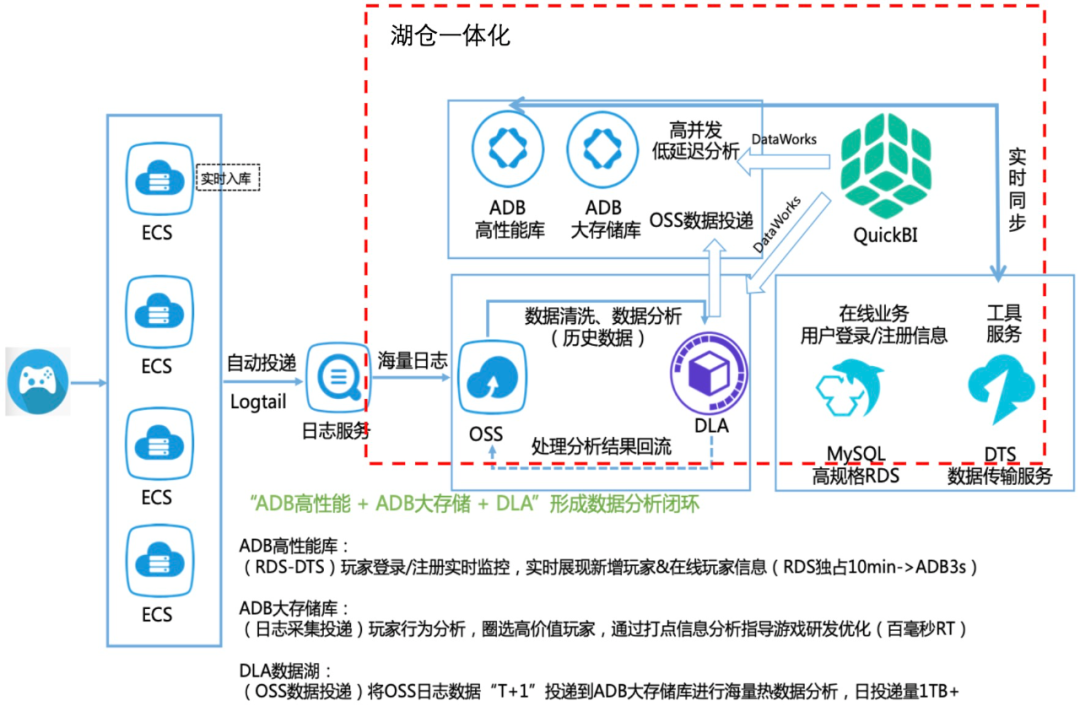 湖仓一体化
实时入库
ECS
ECS
ECS
ECS
自动投递
Logtail
日志服务
海量日志
ADB
高性能库
ADB
大存储库
高并发
低延迟分析
OSS数据投递
DataWorks
DataWorks
QuickBI
实时同步
数据清洗、数据分析
（历史数据）
OSS
DLA
处理分析结果回流
在线业务
用户登录/注册信息
MySQL
高规格RDS
工具
服务
DTS
数据传输服务
“ADB高性能 + ADB大存储 + DLA”形成数据分析闭环
ADB高性能库：
（RDS-DTS）玩家登录/注册实时监控，实时展现新增玩家&在线玩家信息（RDS独占10min->ADB3s）
ADB大存储库：
（日志采集投递）玩家行为分析，圈选高价值玩家，通过打点信息分析指导游戏研发优化（百毫秒RT）
DLA数据湖：
（OSS数据投递）将OSS日志数据“T+1”投递到ADB大存储库进行海量热数据分析，日投递量1TB+